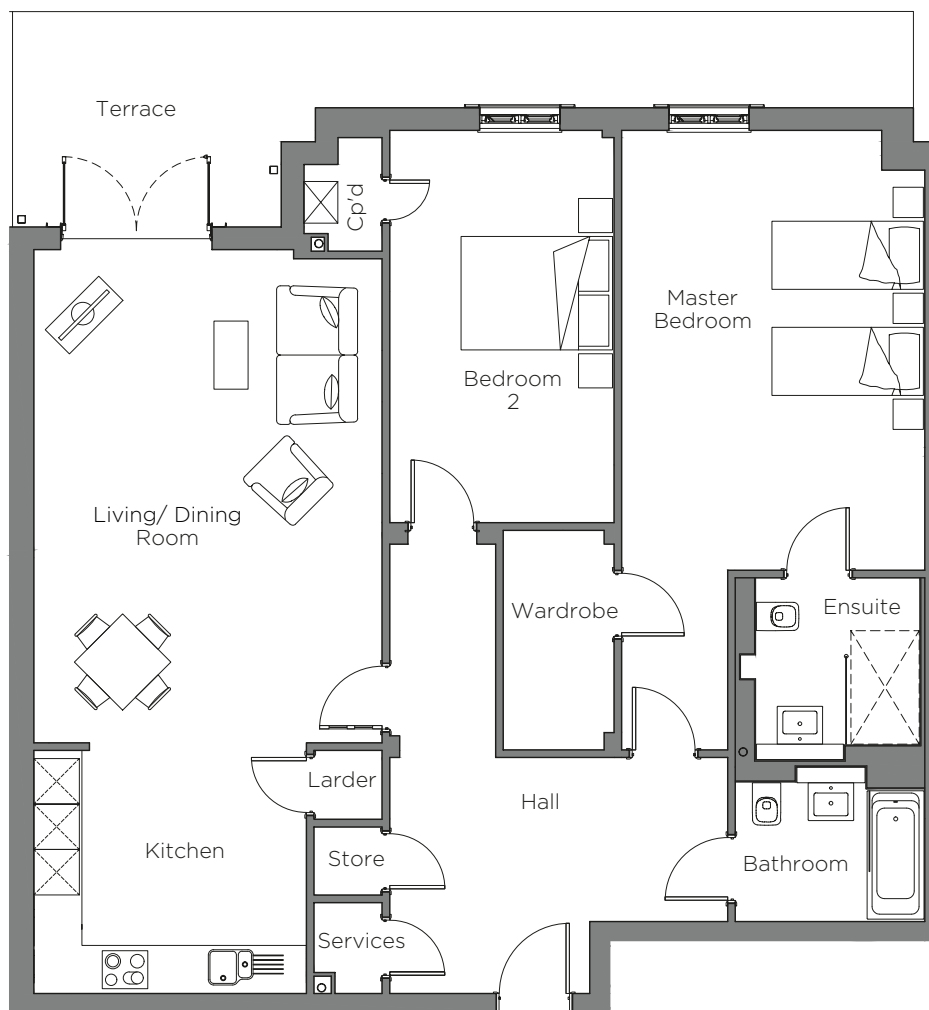 Terrace
Cp'd
Master
Bedroom
Bedroom
2
Living/ Dining
Room
Wardrobe
Ensuite
Larder
Hall
Kitchen
Store
Bathroom
Services